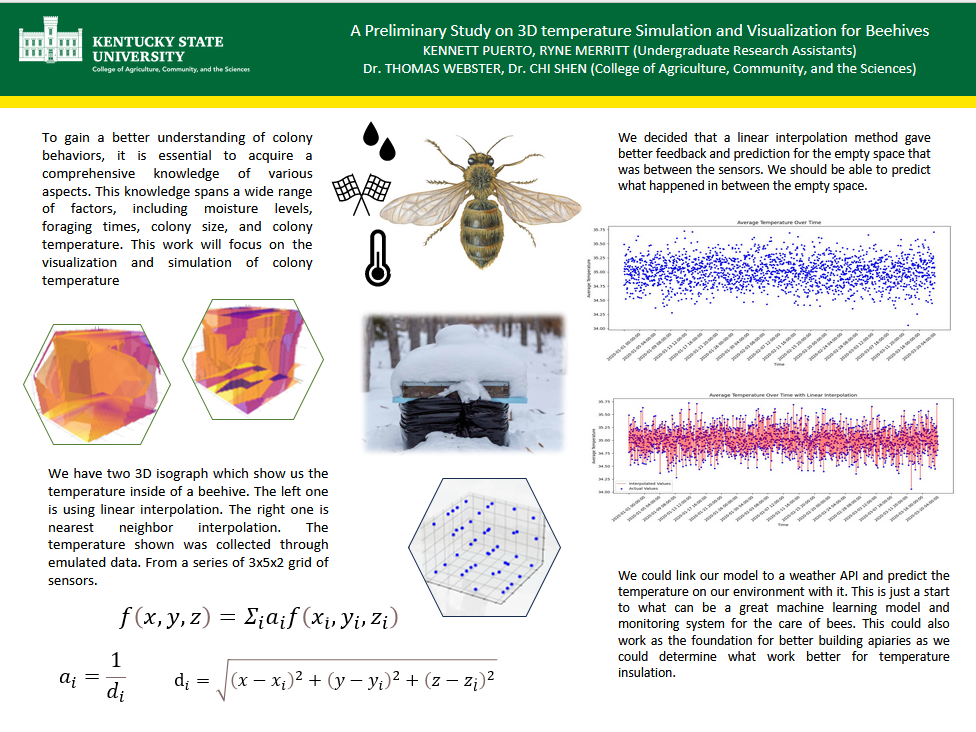 KENTUCKY STATE
UNIVERSITY
College of Agriculture, Community, and the Sciences
A Preliminary Study on 3D temperature Simulation and Visualization for Beehives
KENNETT PUERTO, RYNE MERRITT (Undergraduate Research Assistants)
Dr. THOMAS WEBSTER, Dr. CHI SHEN (College of Agriculture, Community, and the Sciences)
To gain a better understanding of colony
behaviors, it is essential to acquire a
comprehensive knowledge of various
aspects. This knowledge spans a wide range
of factors, including moisture levels,
foraging times, colony size, and colony
temperature. This work will focus on the
visualization and simulation of colony
temperature
We have two 3D isograph which show us the
temperature inside of a beehive. The left one
is using linear interpolation. The right one is
nearest neighbor interpolation. The
temperature shown was collected through
emulated data. From a series of 3x5x2 grid of
sensors.
f(x, y, z) = Σᵢaᵢf(xᵢ, yᵢ, zᵢ)
aᵢ = 1/dᵢ
dᵢ = √(x − xᵢ)² + (y − yᵢ)² + (z − zᵢ)²
We decided that a linear interpolation method gave
better feedback and prediction for the empty space that
was between the sensors. We should be able to predict
what happened in between the empty space.
Average Temperature Over Time
Average Temperature
35.75
35.50
35.25
35.00
34.75
34.50
34.25
34.00
Time
Average Temperature Over Time with Linear Interpolation
Average Temperature
35.75
35.50
35.25
35.00
34.75
34.50
34.25
34.00
Interpolated Values
Actual Values
Time
We could link our model to a weather API and predict the
temperature on our environment with it. This is just a start
to what can be a great machine learning model and
monitoring system for the care of bees. This could also
work as the foundation for better building apiaries as we
could determine what work better for temperature
insulation.